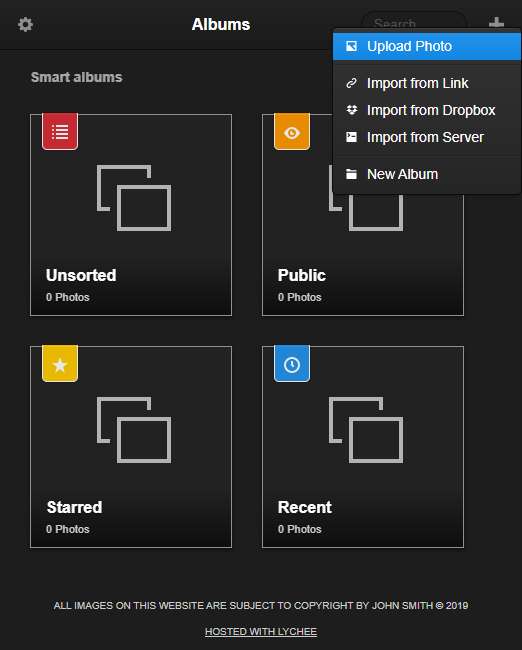 Albums
Search
Upload Photo
Import from Link
Import from Dropbox
Import from Server
New Album
Smart albums
Unsorted
0 Photos
Public
0 Photos
Starred
0 Photos
Recent
0 Photos
ALL IMAGES ON THIS WEBSITE ARE SUBJECT TO COPYRIGHT BY JOHN SMITH © 2019
HOSTED WITH LYCHEE